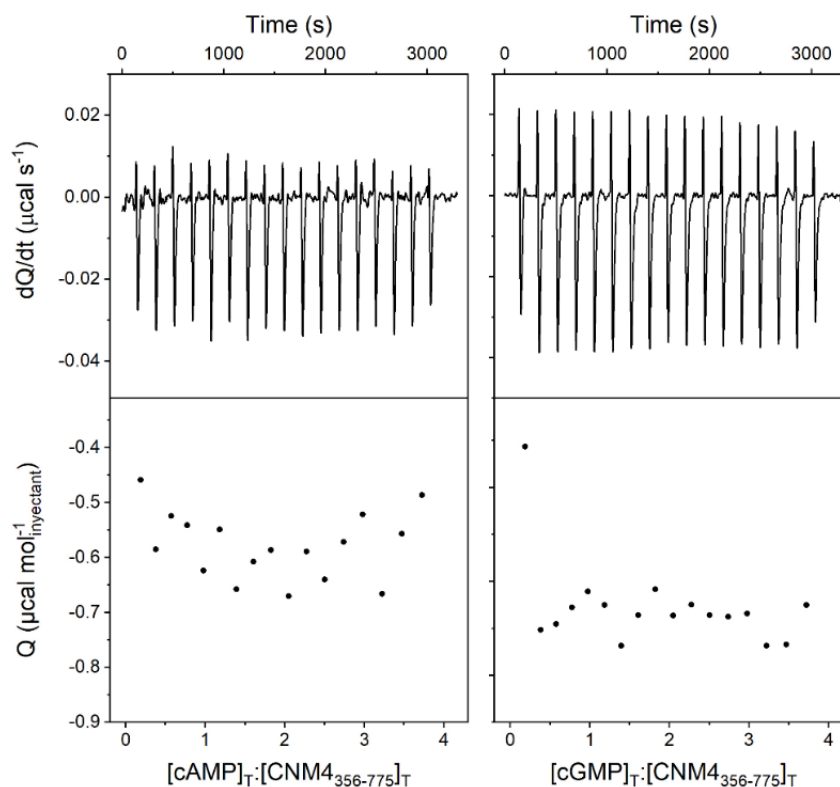 Time (s) Time (s)
0 1000 2000 3000 0 1000 2000 3000
0.02
0.00
-0.02
-0.04
dQ/dt (µcal s⁻¹)
-0.4
-0.5
-0.6
-0.7
-0.8
-0.9
Q (µcal mol⁻¹inyectant)
0 1 2 3 4 0 1 2 3 4
[cAMP]T:[CNM4356-775]T [cGMP]T:[CNM4356-775]T